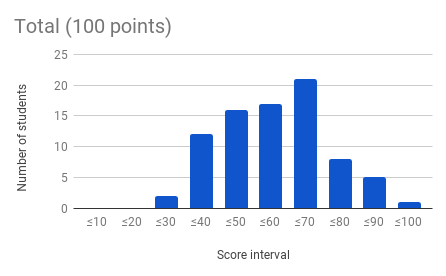 Total (100 points)
25
20
15
10
5
0
Number of students
≤10 ≤20 ≤30 ≤40 ≤50 ≤60 ≤70 ≤80 ≤90 ≤100
Score interval